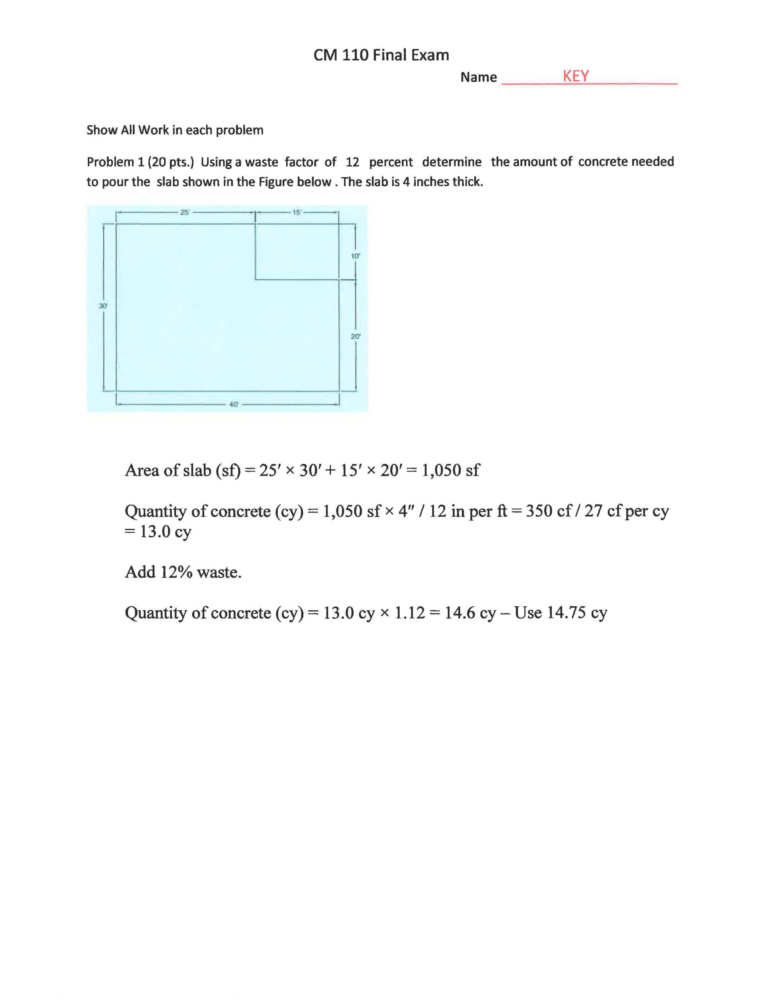 CM 110 Final Exam
Name KEY
Show All Work in each problem
Problem 1 (20 pts.) Using a waste factor of 12 percent determine the amount of concrete needed
to pour the slab shown in the Figure below . The slab is 4 inches thick.
25' 15'
10'
30'
20'
40'
Area of slab (sf) = 25′ × 30′ + 15′ × 20′ = 1,050 sf
Quantity of concrete (cy) = 1,050 sf × 4″ / 12 in per ft = 350 cf / 27 cf per cy
= 13.0 cy
Add 12% waste.
Quantity of concrete (cy) = 13.0 cy × 1.12 = 14.6 cy – Use 14.75 cy